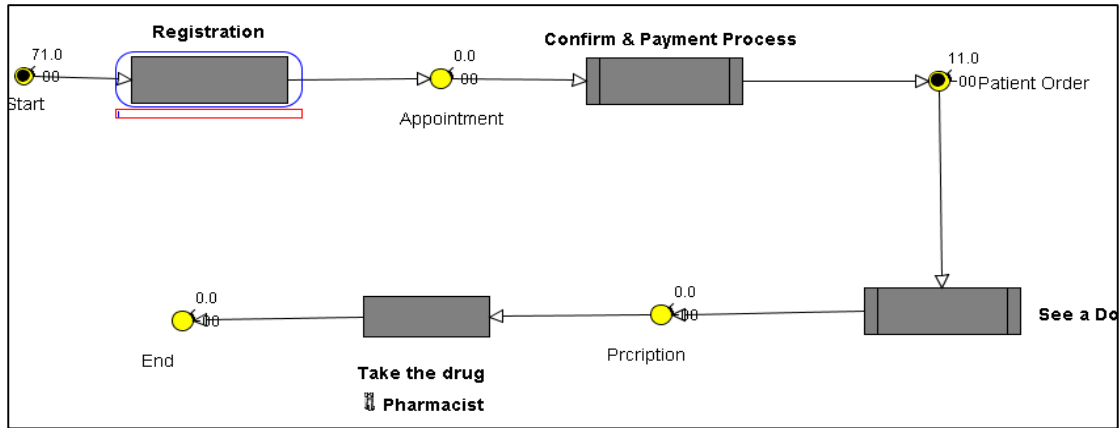 Registration
71.0
00
Start
0.0
00
Appointment
Confirm & Payment Process
11.0
00
Patient Order
See a Do
0.0
00
Prcription
Take the drug
Pharmacist
0.0
00
End